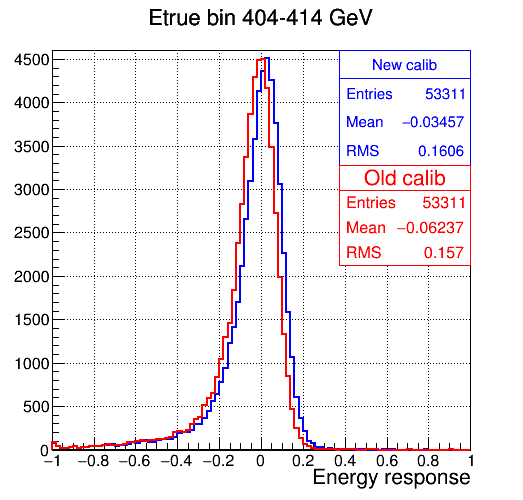 Etrue bin 404-414 GeV
New calib
Entries 53311
Mean −0.03457
RMS 0.1606
Old calib
Entries 53311
Mean −0.06237
RMS 0.157
4500
4000
3500
3000
2500
2000
1500
1000
500
0
−1 −0.8 −0.6 −0.4 −0.2 0 0.2 0.4 0.6 0.8 1
Energy response